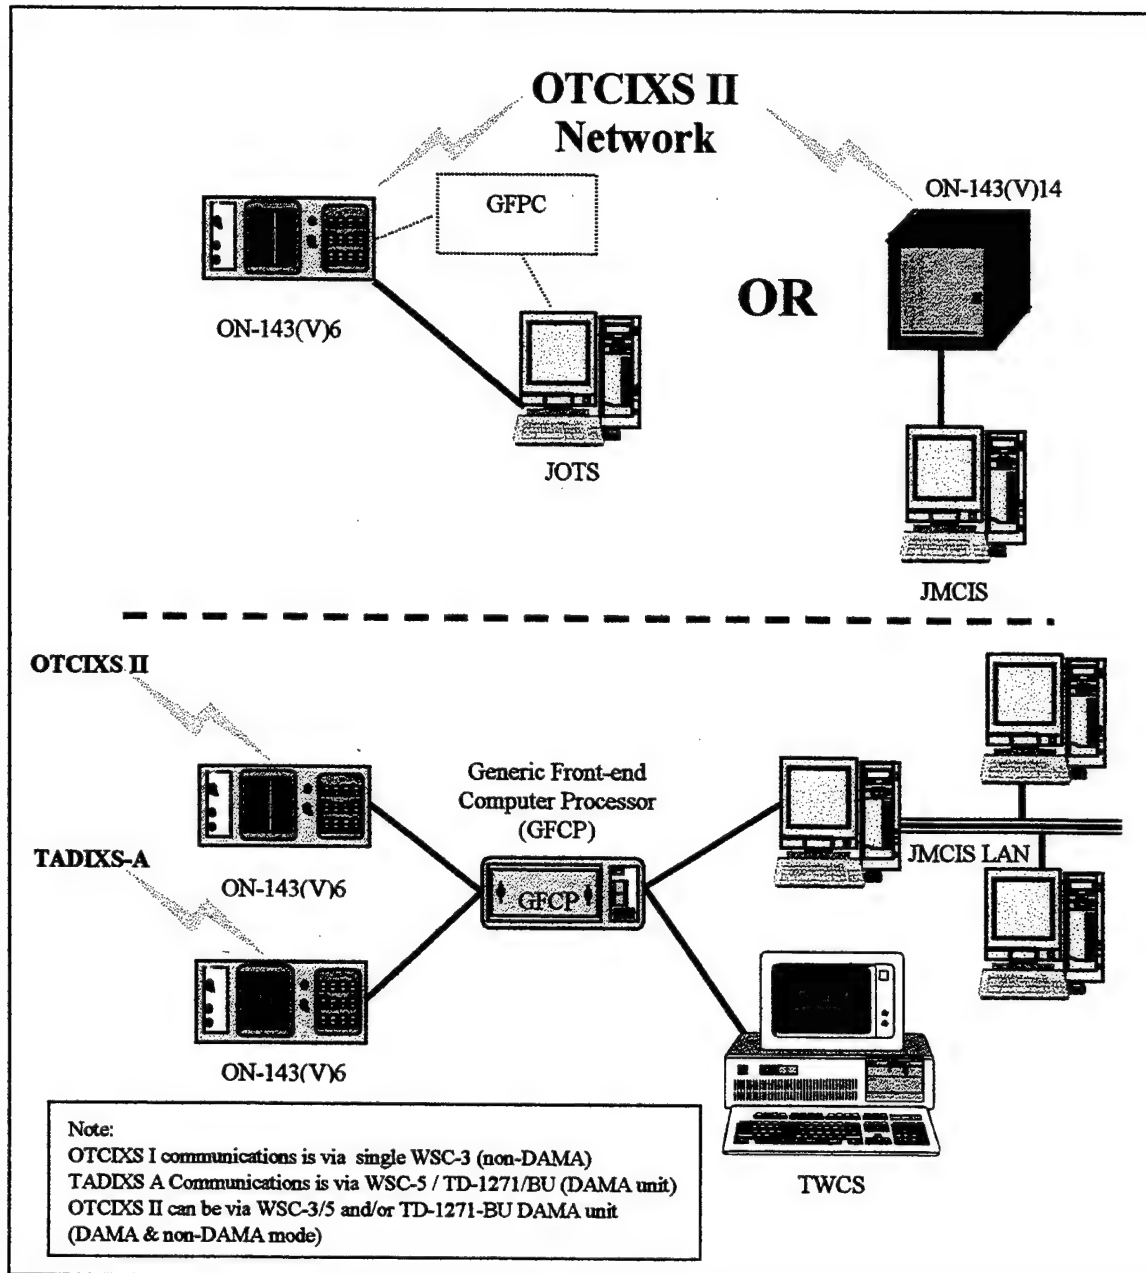 OTCIXS II
Network
ON-143(V)14
GFPC
OR
ON-143(V)6
JOTS
JMCIS
OTCIXS II
Generic Front-end
Computer Processor
(GFCP)
TADIXS-A
ON-143(V)6
JMCIS LAN
GFCP
ON-143(V)6
TWCS
Note:
OTCIXS I communications is via single WSC-3 (non-DAMA)
TADIXS A Communications is via WSC-5 / TD-1271/BU (DAMA unit)
OTCIXS II can be via WSC-3/5 and/or TD-1271-BU DAMA unit
(DAMA & non-DAMA mode)